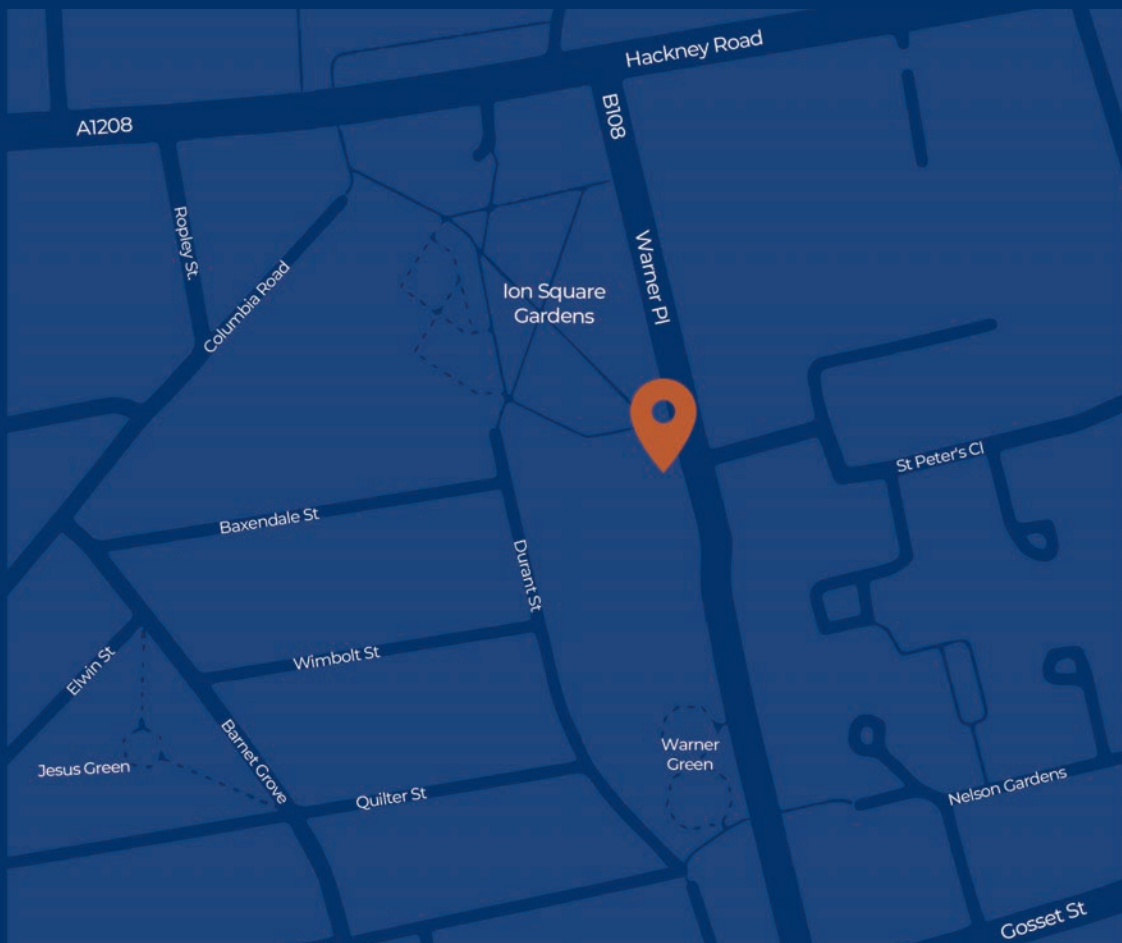 Hackney Road
A1208
B108
Ropley St.
Columbia Road
Warner Pl
Ion Square
Gardens
St Peter's Cl
Baxendale St
Durant St
Wimbolt St
Elwin St
Barnet Grove
Warner
Green
Jesus Green
Quilter St
Nelson Gardens
Gosset St